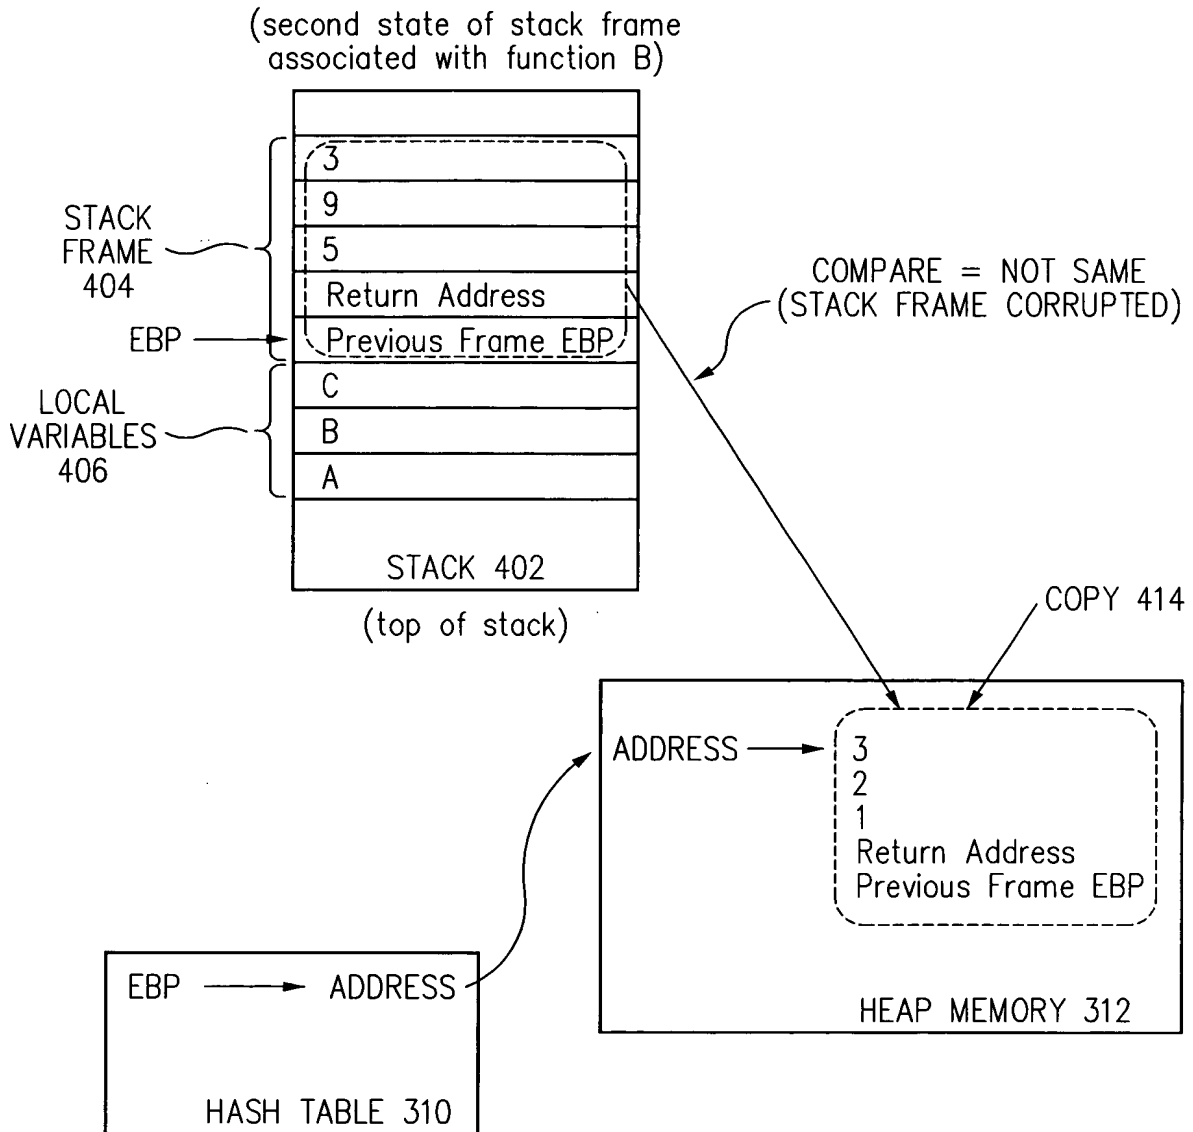 (second state of stack frame
associated with function B)
3
9
5
Return Address
Previous Frame EBP
C
B
A
STACK 402
(top of stack)
STACK
FRAME
404
EBP
LOCAL
VARIABLES
406
COMPARE = NOT SAME
(STACK FRAME CORRUPTED)
COPY 414
ADDRESS
3
2
1
Return Address
Previous Frame EBP
HEAP MEMORY 312
EBP
ADDRESS
HASH TABLE 310